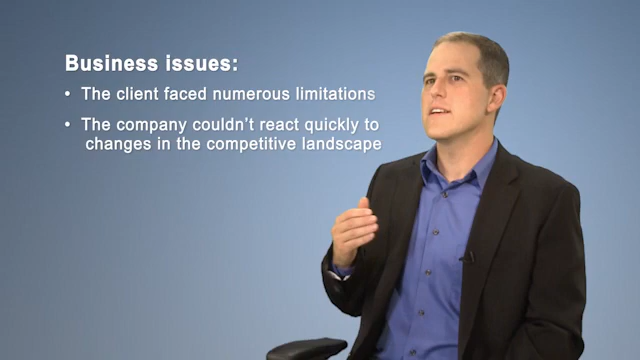 Business issues:
• The client faced numerous limitations
• The company couldn't react quickly to
changes in the competitive landscape